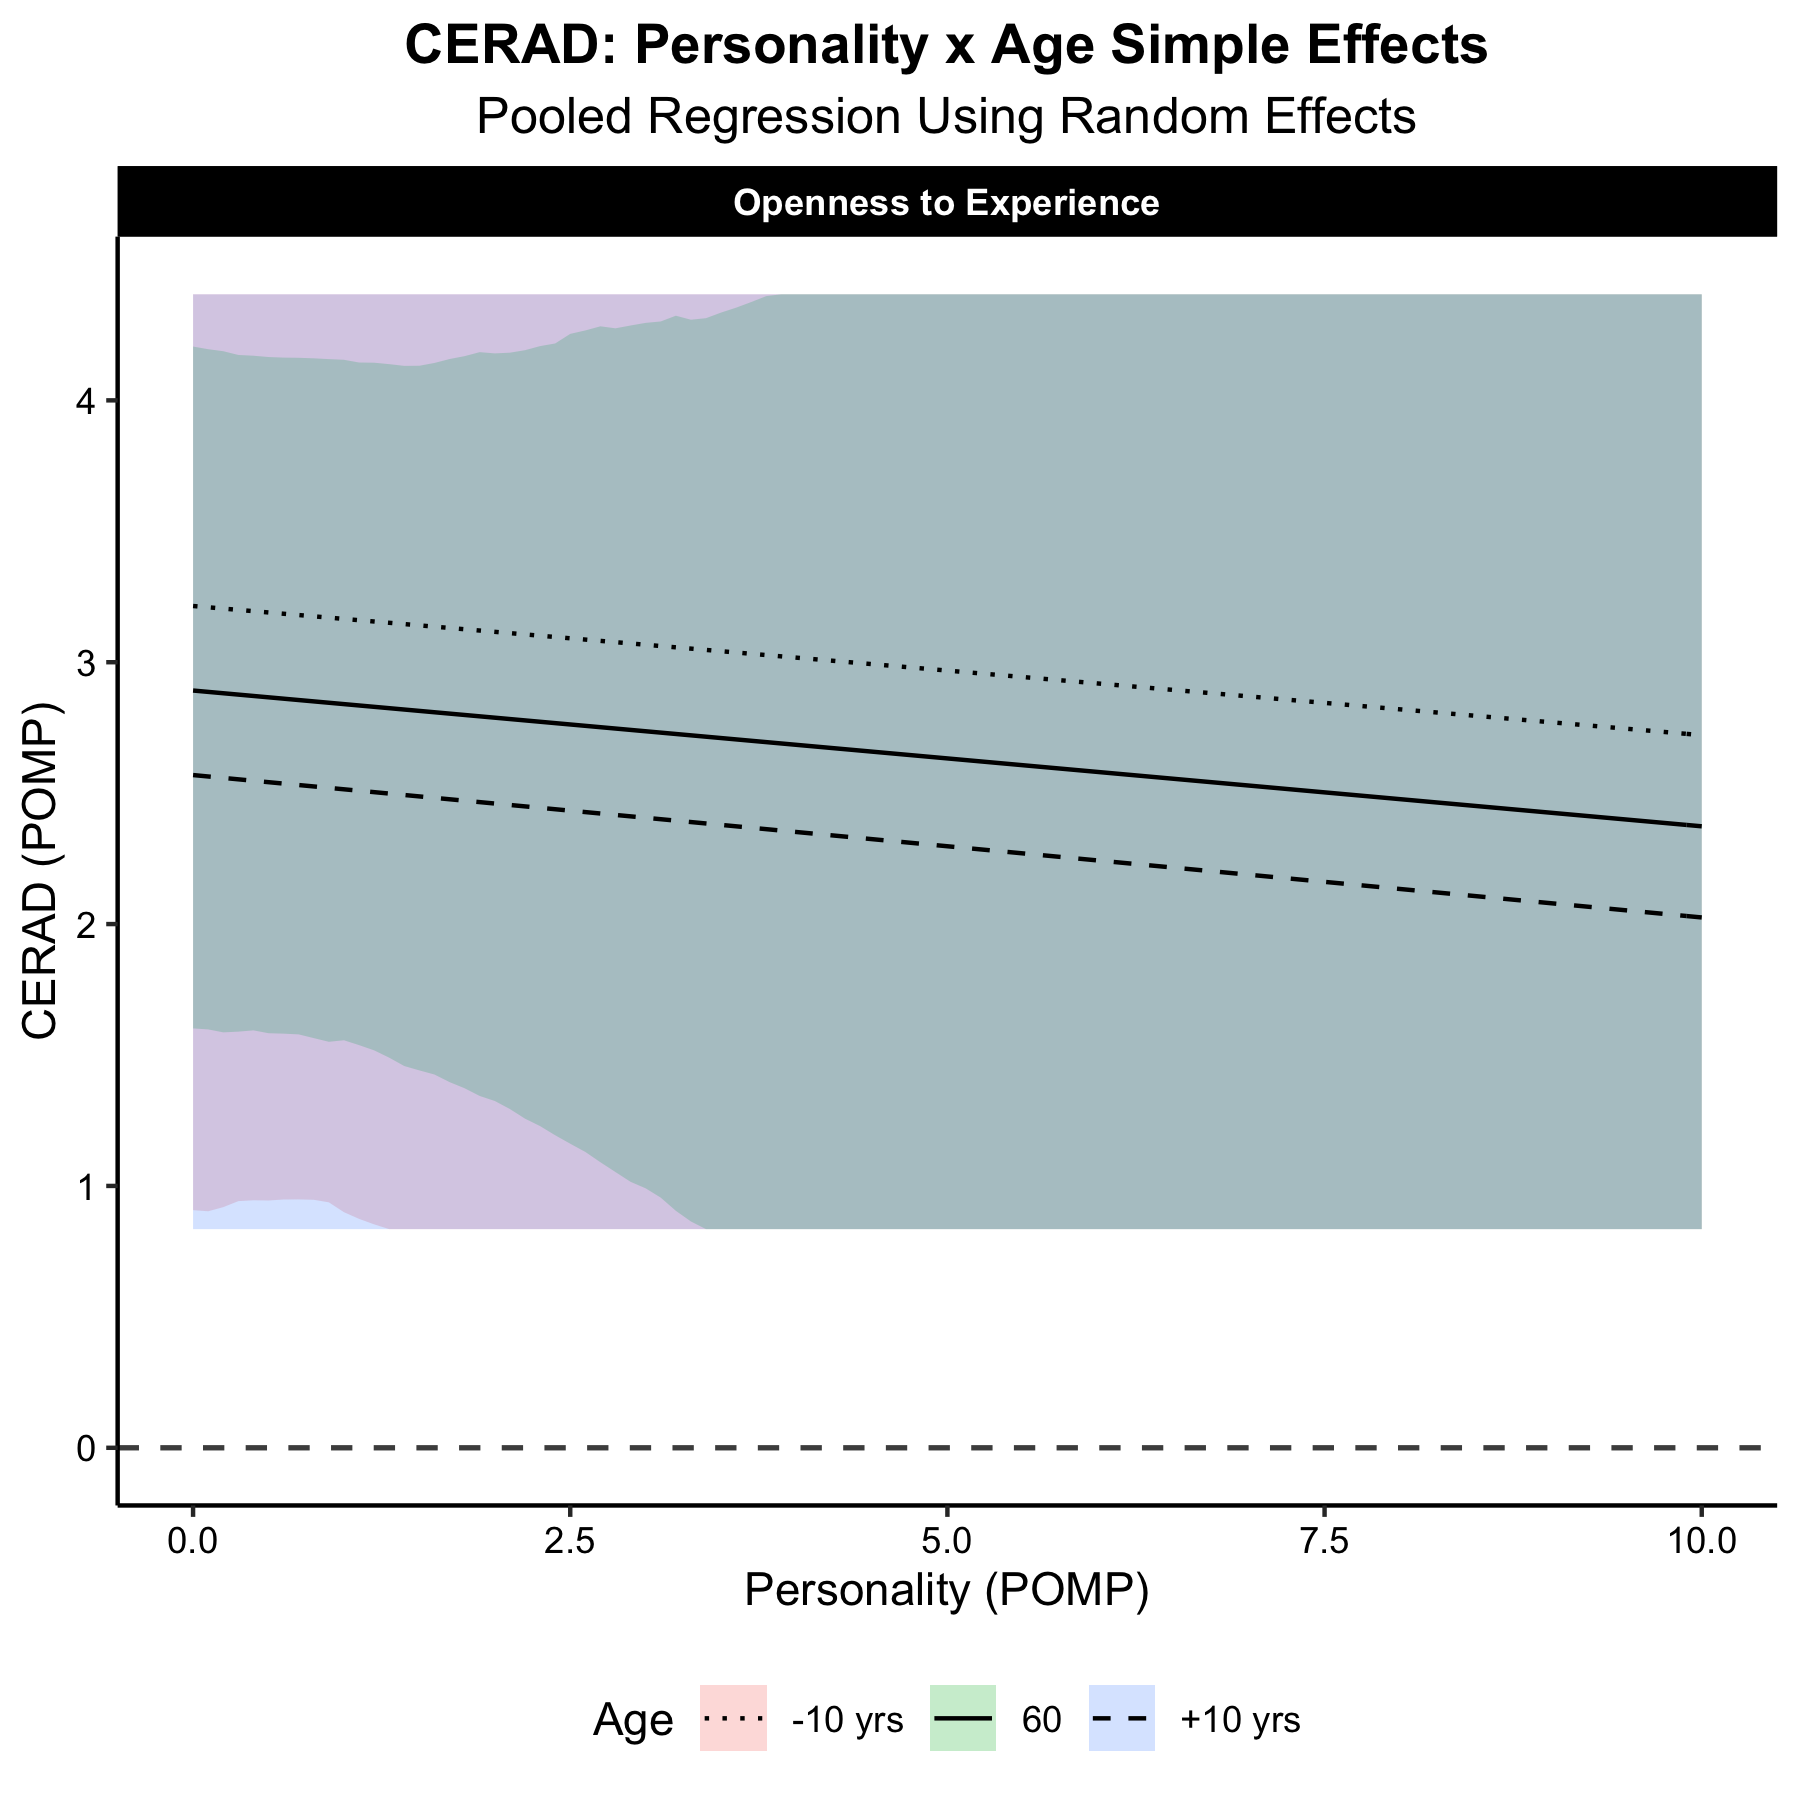 CERAD: Personality x Age Simple Effects
Pooled Regression Using Random Effects
Openness to Experience
CERAD (POMP)
4
3
2
1
0
0.0 2.5 5.0 7.5 10.0
Personality (POMP)
Age -10 yrs 60 +10 yrs